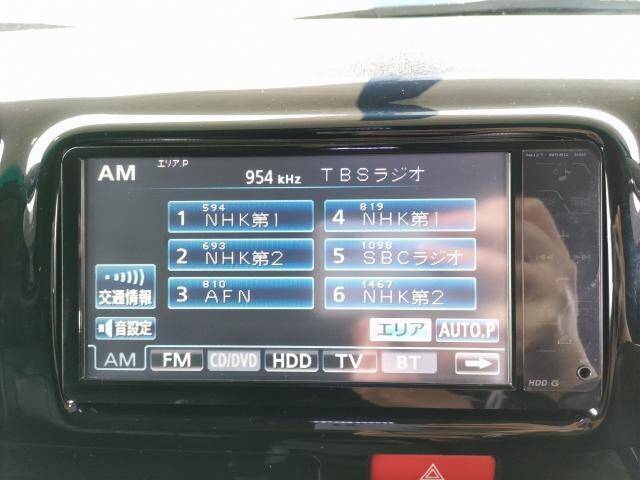 AM エリア.P 954 kHz TBSラジオ
594 819
1 NHK第1 4 NHK第1
693 1098
2 NHK第2 5 SBCラジオ
810 1467
3 AFN 6 NHK第2
交通情報
音設定 エリア AUTO.P
AM FM CD/DVD HDD TV BT
HDD G